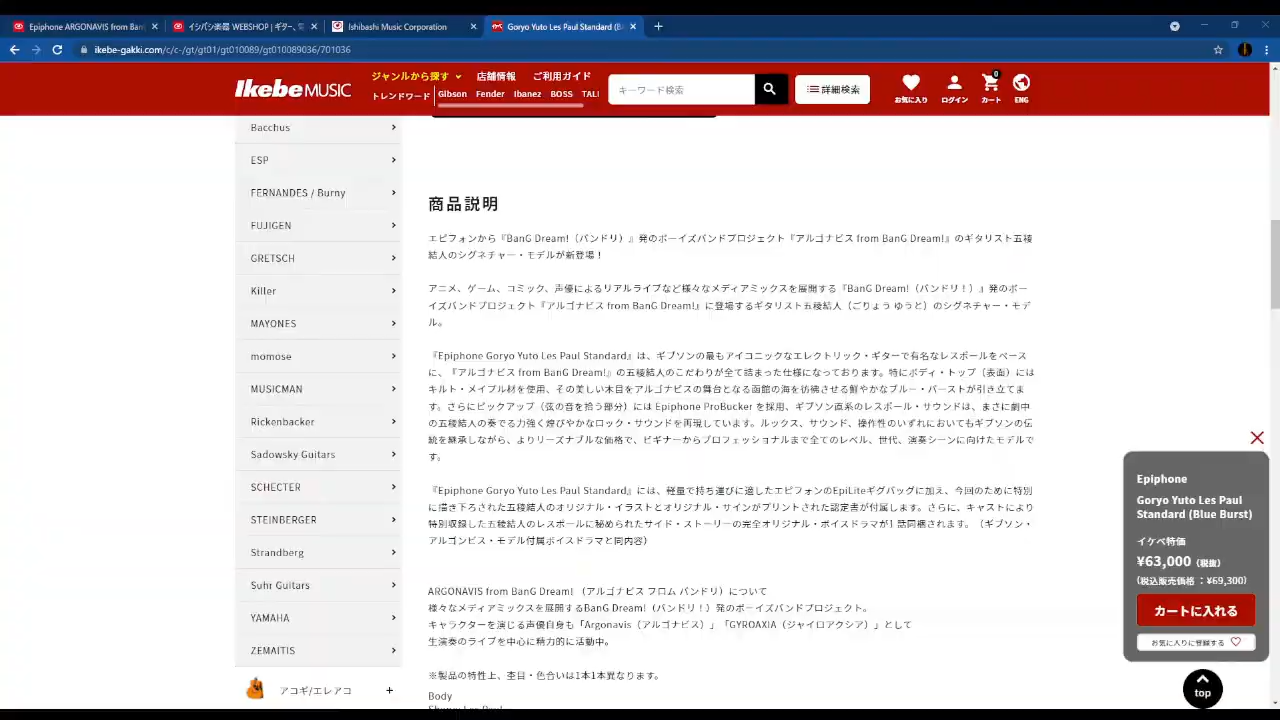 Epiphone ARGONAVIS from Ban
イシバシ楽器 WEBSHOP | ギター、
Ishibashi Music Corporation
Goryo Yuto Les Paul Standard (B
ikebe-gakki.com/c/c-/gt/gt01/gt010089/gt010089036/701036
Ikebe MUSIC
ジャンルから探す
店舗情報
ご利用ガイド
トレンドワード
Gibson
Fender
Ibanez
BOSS
TAL!
キーワード検索
詳細検索
お気に入り
ログイン
0
カート
ENG
Bacchus
ESP
FERNANDES / Burny
FUJIGEN
GRETSCH
Killer
MAYONES
momose
MUSICMAN
Rickenbacker
Sadowsky Guitars
SCHECTER
STEINBERGER
Strandberg
Suhr Guitars
YAMAHA
ZEMAITIS
アコギ/エレアコ
商品説明
エピフォンから『BanG Dream!（バンドリ）』発のボーイズバンドプロジェクト『アルゴナビス from BanG Dream!』のギタリスト五稜
結人のシグネチャー・モデルが新登場！
アニメ、ゲーム、コミック、声優によるリアルライブなど様々なメディアミックスを展開する『BanG Dream!（バンドリ！）』発のボー
イズバンドプロジェクト『アルゴナビス from BanG Dream!』に登場するギタリスト五稜結人（ごりょう ゆうと）のシグネチャー・モデ
ル。
『Epiphone Goryo Yuto Les Paul Standard』は、ギブソンの最もアイコニックなエレクトリック・ギターで有名なレスポールをベース
に、『アルゴナビス from BanG Dream!』の五稜結人のこだわりが全て詰まった仕様になっております。特にボディ・トップ（表面）には
キルト・メイプル材を使用、その美しい木目をアルゴナビスの舞台となる函館の海を彷彿させる鮮やかなブルー・バーストが引き立てま
す。さらにピックアップ（弦の音を拾う部分）には Epiphone ProBucker を採用、ギブソン直系のレスポール・サウンドは、まさに劇中
の五稜結人の奏でる力強く煌びやかなロック・サウンドを再現しています。ルックス、サウンド、操作性のいずれにおいてもギブソンの伝
統を継承しながら、よりリーズナブルな価格で、ビギナーからプロフェッショナルまで全てのレベル、世代、演奏シーンに向けたモデルで
す。
『Epiphone Goryo Yuto Les Paul Standard』には、軽量で持ち運びに適したエピフォンのEpiLiteギグバッグに加え、今回のために特別
に描き下ろされた五稜結人のオリジナル・イラストとオリジナル・サインがプリントされた認定書が付属します。さらに、キャストにより
特別収録した五稜結人のレスポールに秘められたサイド・ストーリーの完全オリジナル・ボイスドラマが1 話同梱されます。（ギブソン・
アルゴンビス・モデル付属ボイスドラマと同内容）
ARGONAVIS from BanG Dream! （アルゴナビス フロム バンドリ）について
様々なメディアミックスを展開するBanG Dream!（バンドリ！）発のボーイズバンドプロジェクト。
キャラクターを演じる声優自身も「Argonavis（アルゴナビス）」「GYROAXIA（ジャイロアクシア）」として
生演奏のライブを中心に精力的に活動中。
※製品の特性上、杢目・色合いは1本1本異なります。
Body
Epiphone
Goryo Yuto Les Paul
Standard (Blue Burst)
イケベ特価
¥63,000 (税抜)
(税込販売価格 ：¥69,300)
カートに入れる
お気に入りに登録する
top